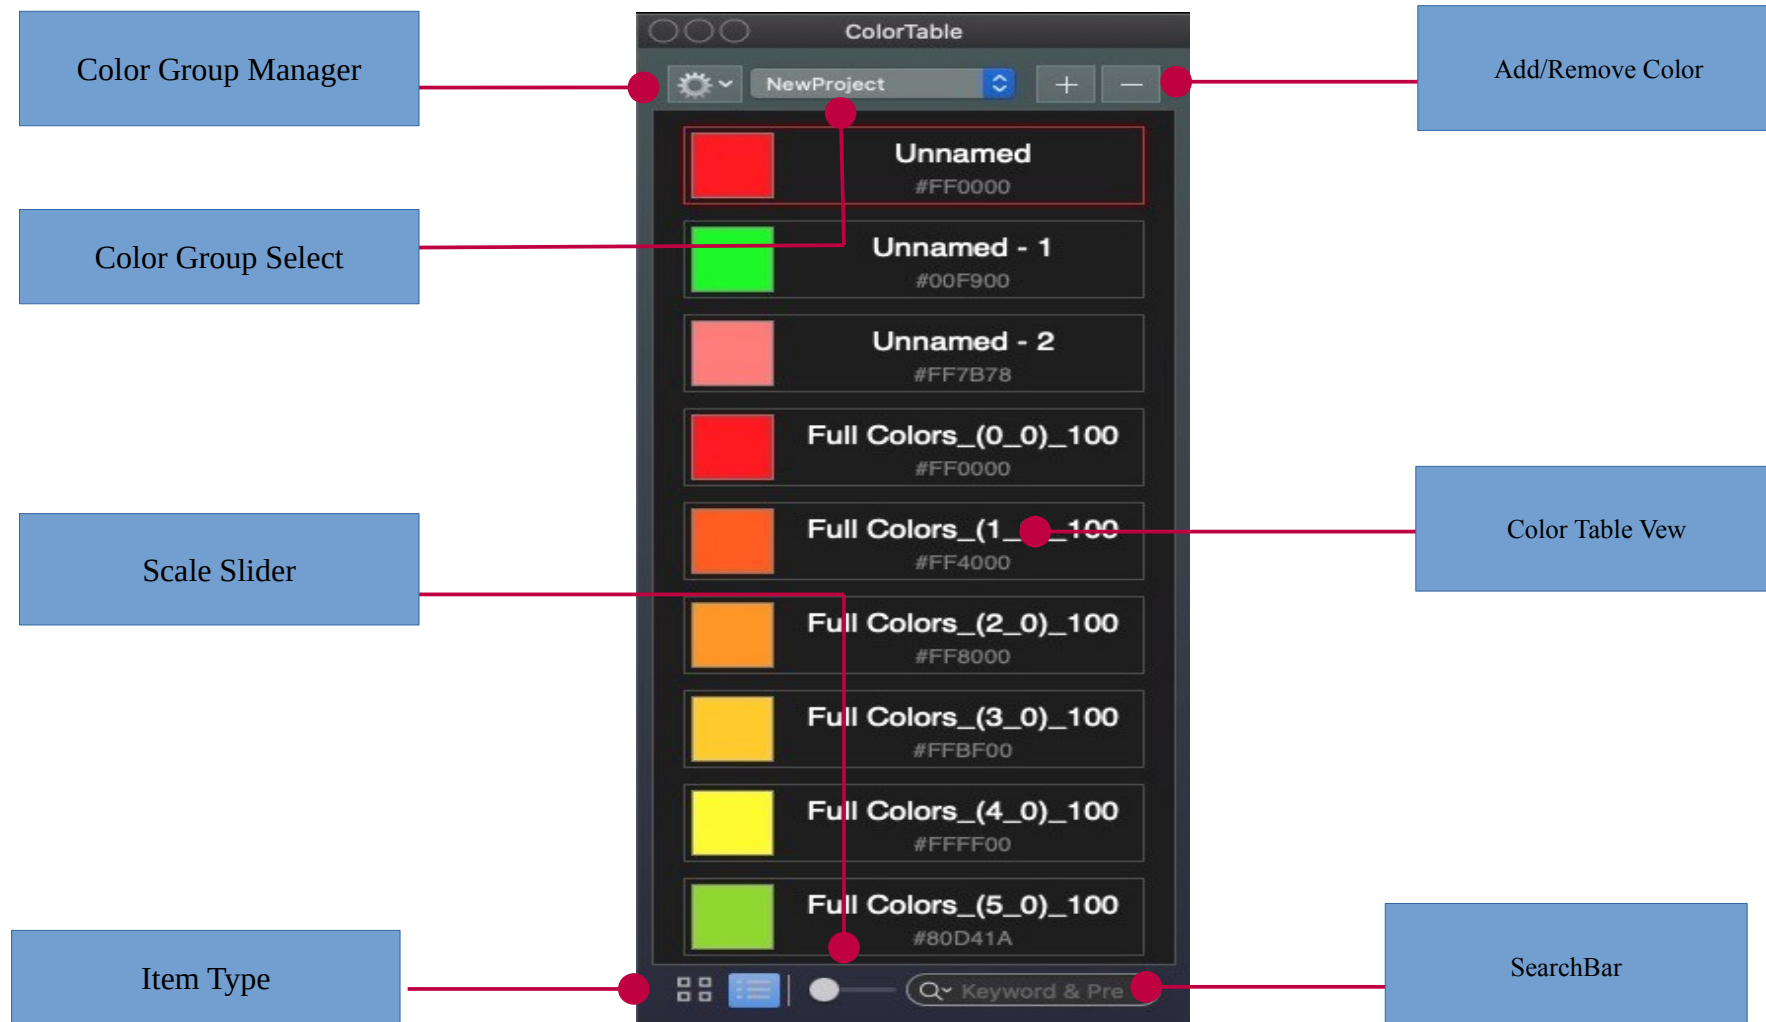 ColorTable
Color Group Manager
Add/Remove Color
NewProject
Unnamed
#FF0000
Color Group Select
Unnamed - 1
#00F900
Unnamed - 2
#FF7B78
Full Colors_(0_0)_100
#FF0000
Full Colors_(1_ _100
#FF4000
Color Table Vew
Scale Slider
Full Colors_(2_0)_100
#FF8000
Full Colors_(3_0)_100
#FFBF00
Full Colors_(4_0)_100
#FFFF00
Full Colors_(5_0)_100
#80D41A
Item Type
Keyword & Pre
SearchBar